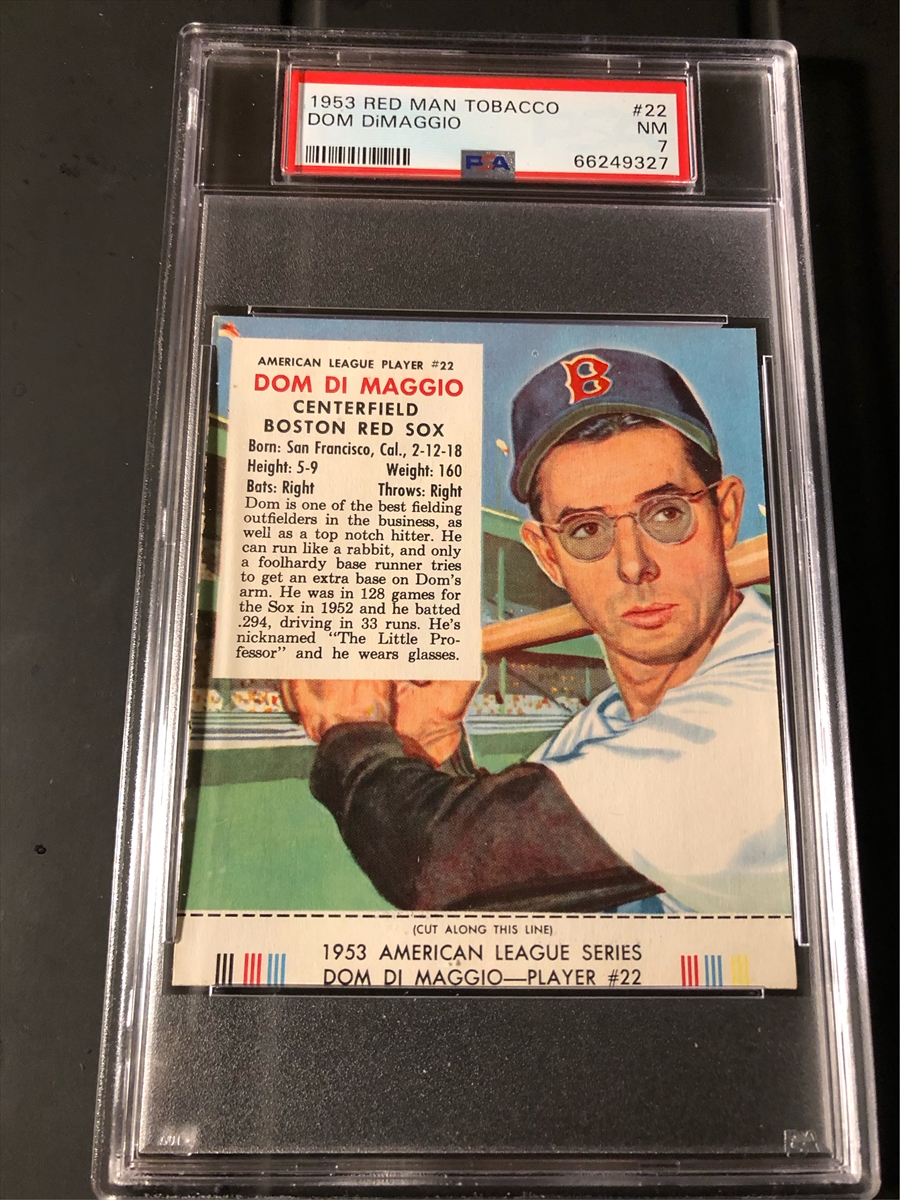 1953 RED MAN TOBACCO #22
DOM DiMAGGIO NM
7
PSA 66249327
AMERICAN LEAGUE PLAYER #22
DOM DI MAGGIO
CENTERFIELD
BOSTON RED SOX
Born: San Francisco, Cal., 2-12-18
Height: 5-9 Weight: 160
Bats: Right Throws: Right
Dom is one of the best fielding
outfielders in the business, as
well as a top notch hitter. He
can run like a rabbit, and only
a foolhardy base runner tries
to get an extra base on Dom's
arm. He was in 128 games for
the Sox in 1952 and he batted
.294, driving in 33 runs. He's
nicknamed "The Little Pro-
fessor" and he wears glasses.
B
(CUT ALONG THIS LINE)
1953 AMERICAN LEAGUE SERIES
DOM DI MAGGIO—PLAYER #22